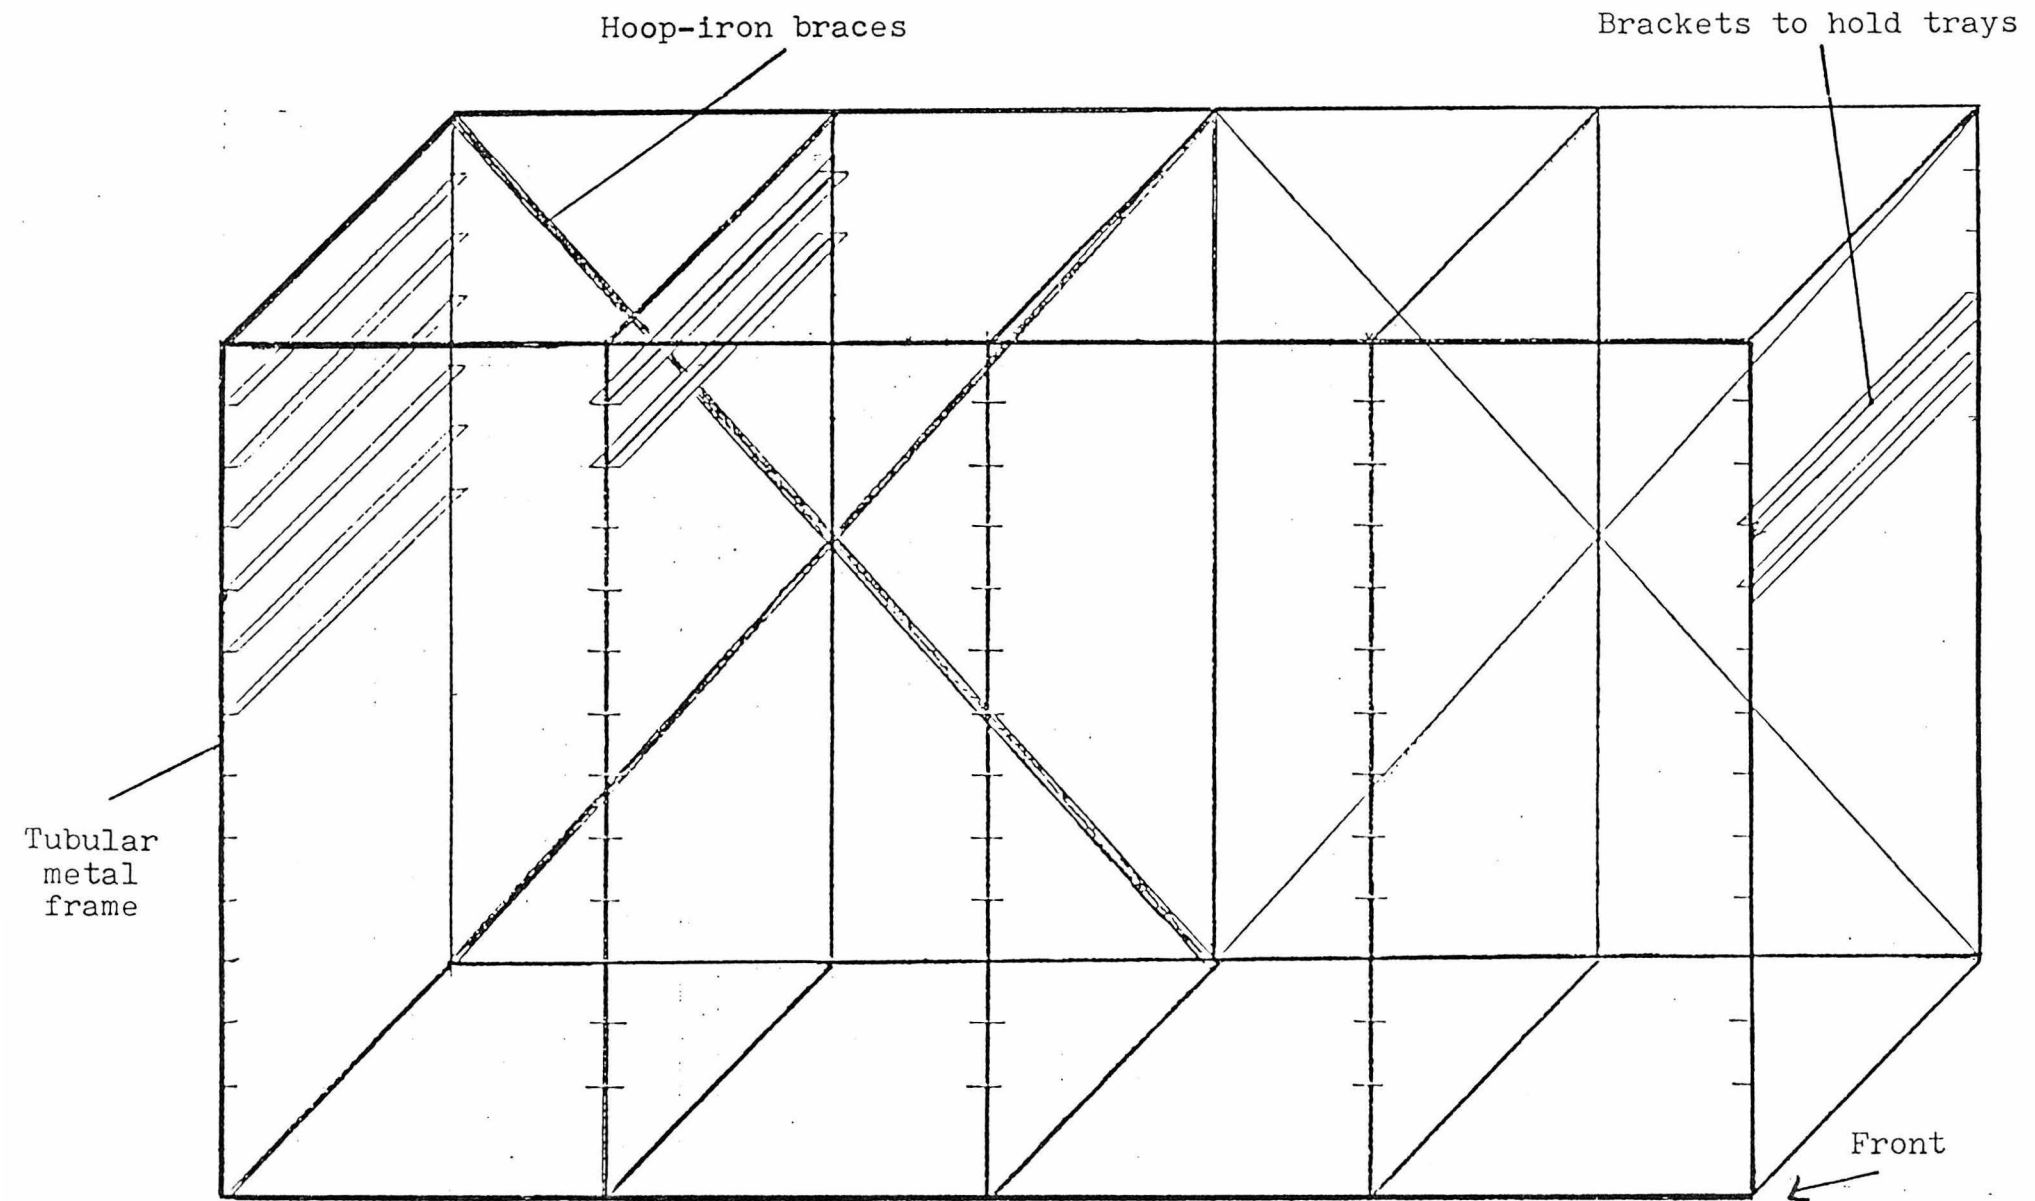 Hoop-iron braces
Brackets to hold trays
Tubular
metal
frame
Front